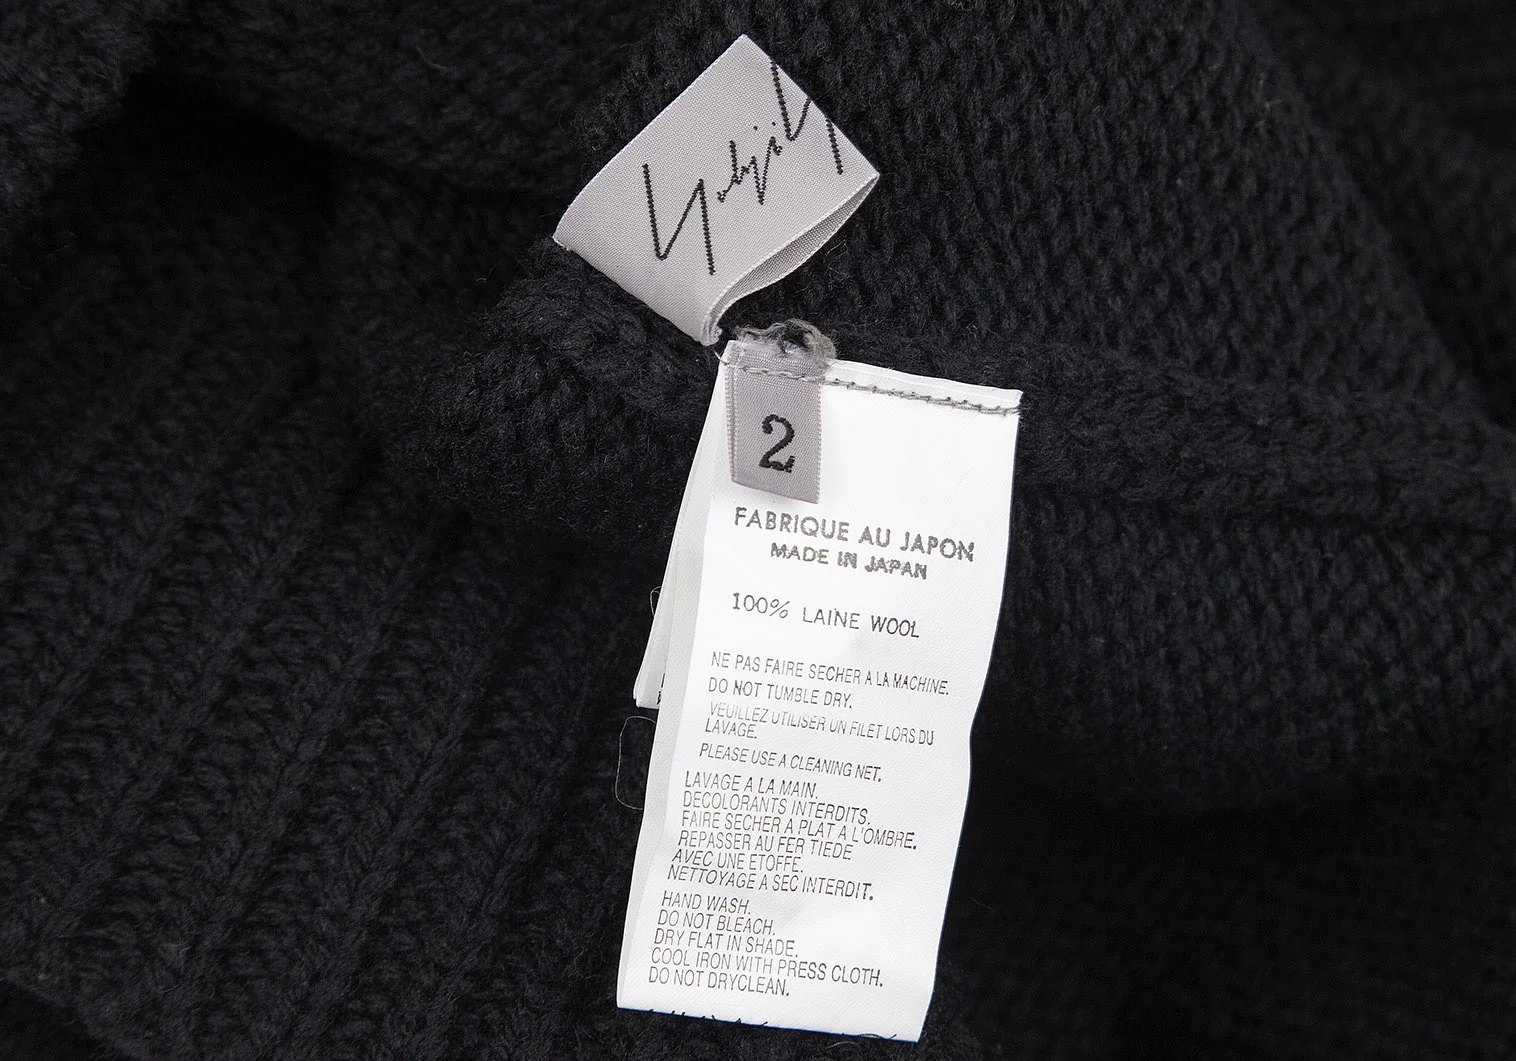 Yohji Y
2
FABRIQUE AU JAPON
MADE IN JAPAN
100% LAINE WOOL
NE PAS FAIRE SECHER A LA MACHINE.
DO NOT TUMBLE DRY.
VEUILLEZ UTILISER UN FILET LORS DU
LAVAGE.
PLEASE USE A CLEANING NET.
LAVAGE A LA MAIN.
DECOLORANTS INTERDITS.
FAIRE SECHER A PLAT A L'OMBRE.
REPASSER AU FER TIEDE
AVEC UNE ETOFFE.
NETTOYAGE A SEC INTERDIT.
HAND WASH.
DO NOT BLEACH.
DRY FLAT IN SHADE.
COOL IRON WITH PRESS CLOTH.
DO NOT DRYCLEAN.